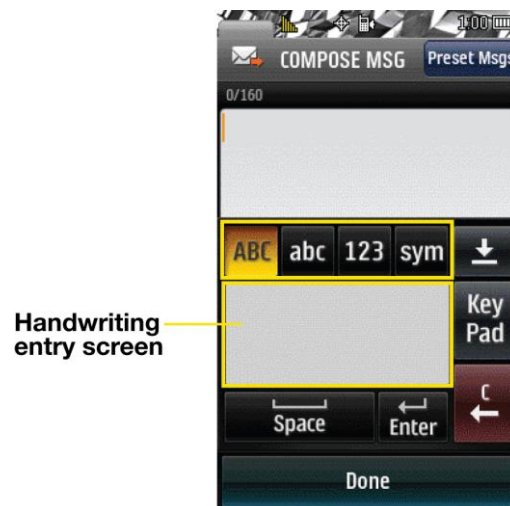 1:00
COMPOSE MSG Preset Msgs
0/160
ABC abc 123 sym
Handwriting
entry screen
Key
Pad
C
Space
Enter
Done